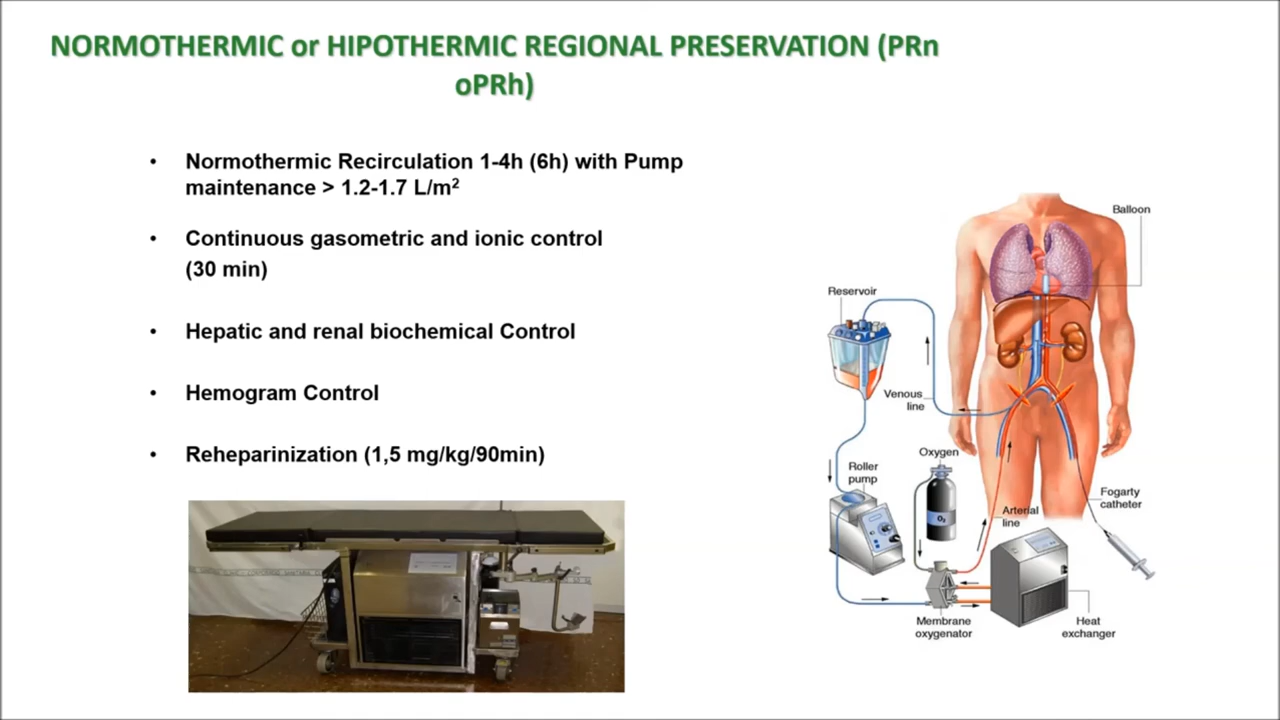 NORMOTHERMIC or HIPOTHERMIC REGIONAL PRESERVATION (PRn
oPRh)
• Normothermic Recirculation 1-4h (6h) with Pump
maintenance > 1.2-1.7 L/m²
• Continuous gasometric and ionic control
(30 min)
• Hepatic and renal biochemical Control
• Hemogram Control
• Reheparinization (1,5 mg/kg/90min)
Balloon
Reservoir
Venous
line
Oxygen
Roller
pump
O₂
Arterial
line
Fogarty
catheter
Membrane
oxygenator
Heat
exchanger